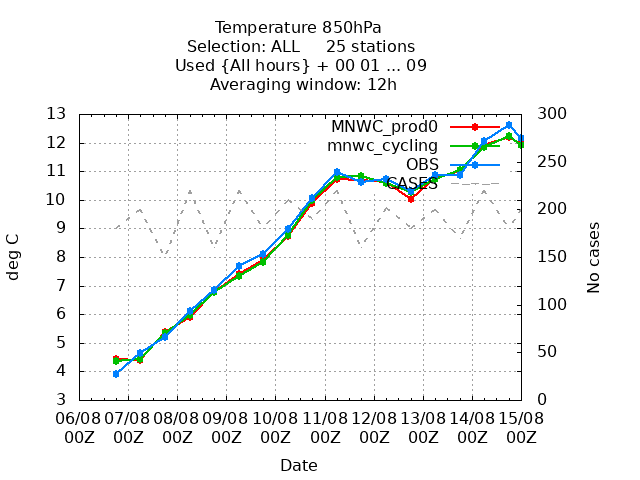 Temperature 850hPa
Selection: ALL 25 stations
Used {All hours} + 00 01 ... 09
Averaging window: 12h
MNWC_prod0
mnwc_cycling
OBS
CASES
13
12
11
10
9
8
7
6
5
4
3
deg C
300
250
200
150
100
50
0
No cases
06/08 07/08 08/08 09/08 10/08 11/08 12/08 13/08 14/08 15/08
00Z 00Z 00Z 00Z 00Z 00Z 00Z 00Z 00Z 00Z
Date